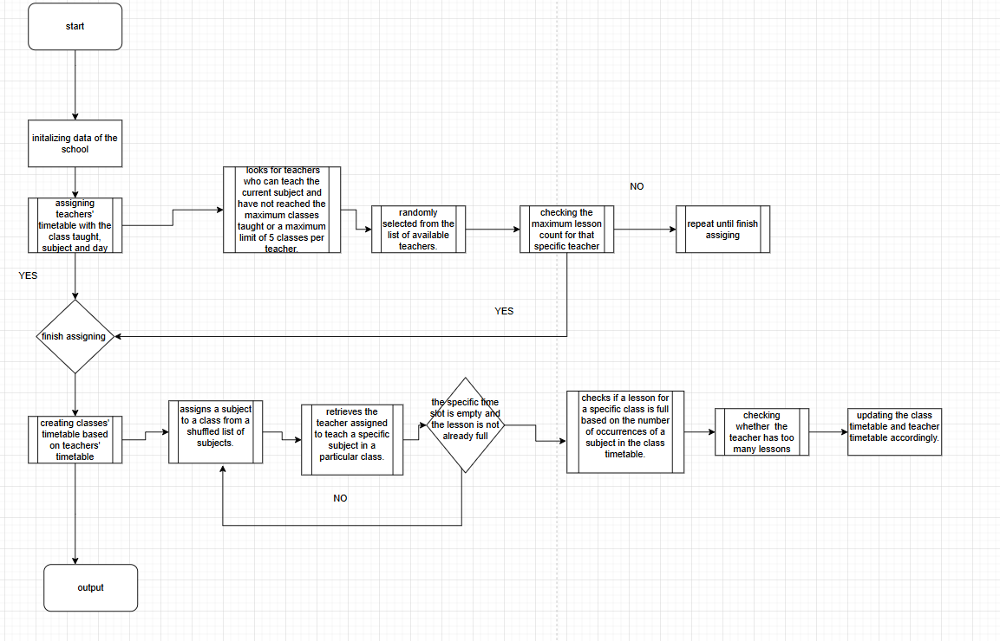 start
initalizing data of the
school
assigning
teachers'
timetable with the
class taught,
subject and day
looks for teachers
who can teach the
current subject and
have not reached the
maximum classes
taught or a maximum
limit of 5 classes per
teacher.
randomly
selected from the
list of available
teachers.
checking the
maximum lesson
count for that
specific teacher
NO
repeat until finish
assiging
YES
YES
finish assigning
creating classes'
timetable based
on teachers'
timetable
assigns a subject
to a class from a
shuffled list of
subjects.
retrieves the
teacher assigned
to teach a specific
subject in a
particular class.
the specific time
slot is empty and
the lesson is not
already full
checks if a lesson for
a specific class is full
based on the number
of occurrences of a
subject in the class
timetable.
checking
whether the
teacher has too
many lessons
updating the class
timetable and teacher
timetable accordingly.
NO
output